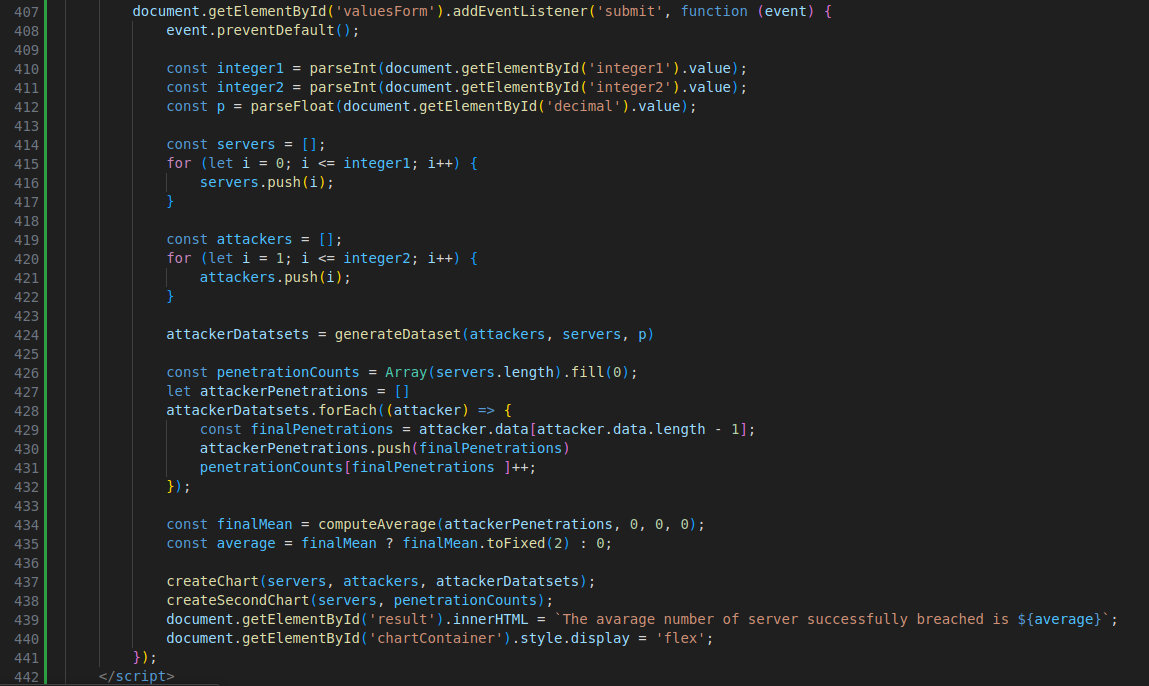 407 document.getElementById('valuesForm').addEventListener('submit', function (event) {
408 event.preventDefault();
409
410 const integer1 = parseInt(document.getElementById('integer1').value);
411 const integer2 = parseInt(document.getElementById('integer2').value);
412 const p = parseFloat(document.getElementById('decimal').value);
413
414 const servers = [];
415 for (let i = 0; i <= integer1; i++) {
416 servers.push(i);
417 }
418
419 const attackers = [];
420 for (let i = 1; i <= integer2; i++) {
421 attackers.push(i);
422 }
423
424 attackerDatatsets = generateDataset(attackers, servers, p)
425
426 const penetrationCounts = Array(servers.length).fill(0);
427 let attackerPenetrations = []
428 attackerDatatsets.forEach((attacker) => {
429 const finalPenetrations = attacker.data[attacker.data.length - 1];
430 attackerPenetrations.push(finalPenetrations)
431 penetrationCounts[finalPenetrations ]++;
432 });
433
434 const finalMean = computeAverage(attackerPenetrations, 0, 0, 0);
435 const average = finalMean ? finalMean.toFixed(2) : 0;
436
437 createChart(servers, attackers, attackerDatatsets);
438 createSecondChart(servers, penetrationCounts);
439 document.getElementById('result').innerHTML = `The avarage number of server successfully breached is ${average}`;
440 document.getElementById('chartContainer').style.display = 'flex';
441 });
442 </script>